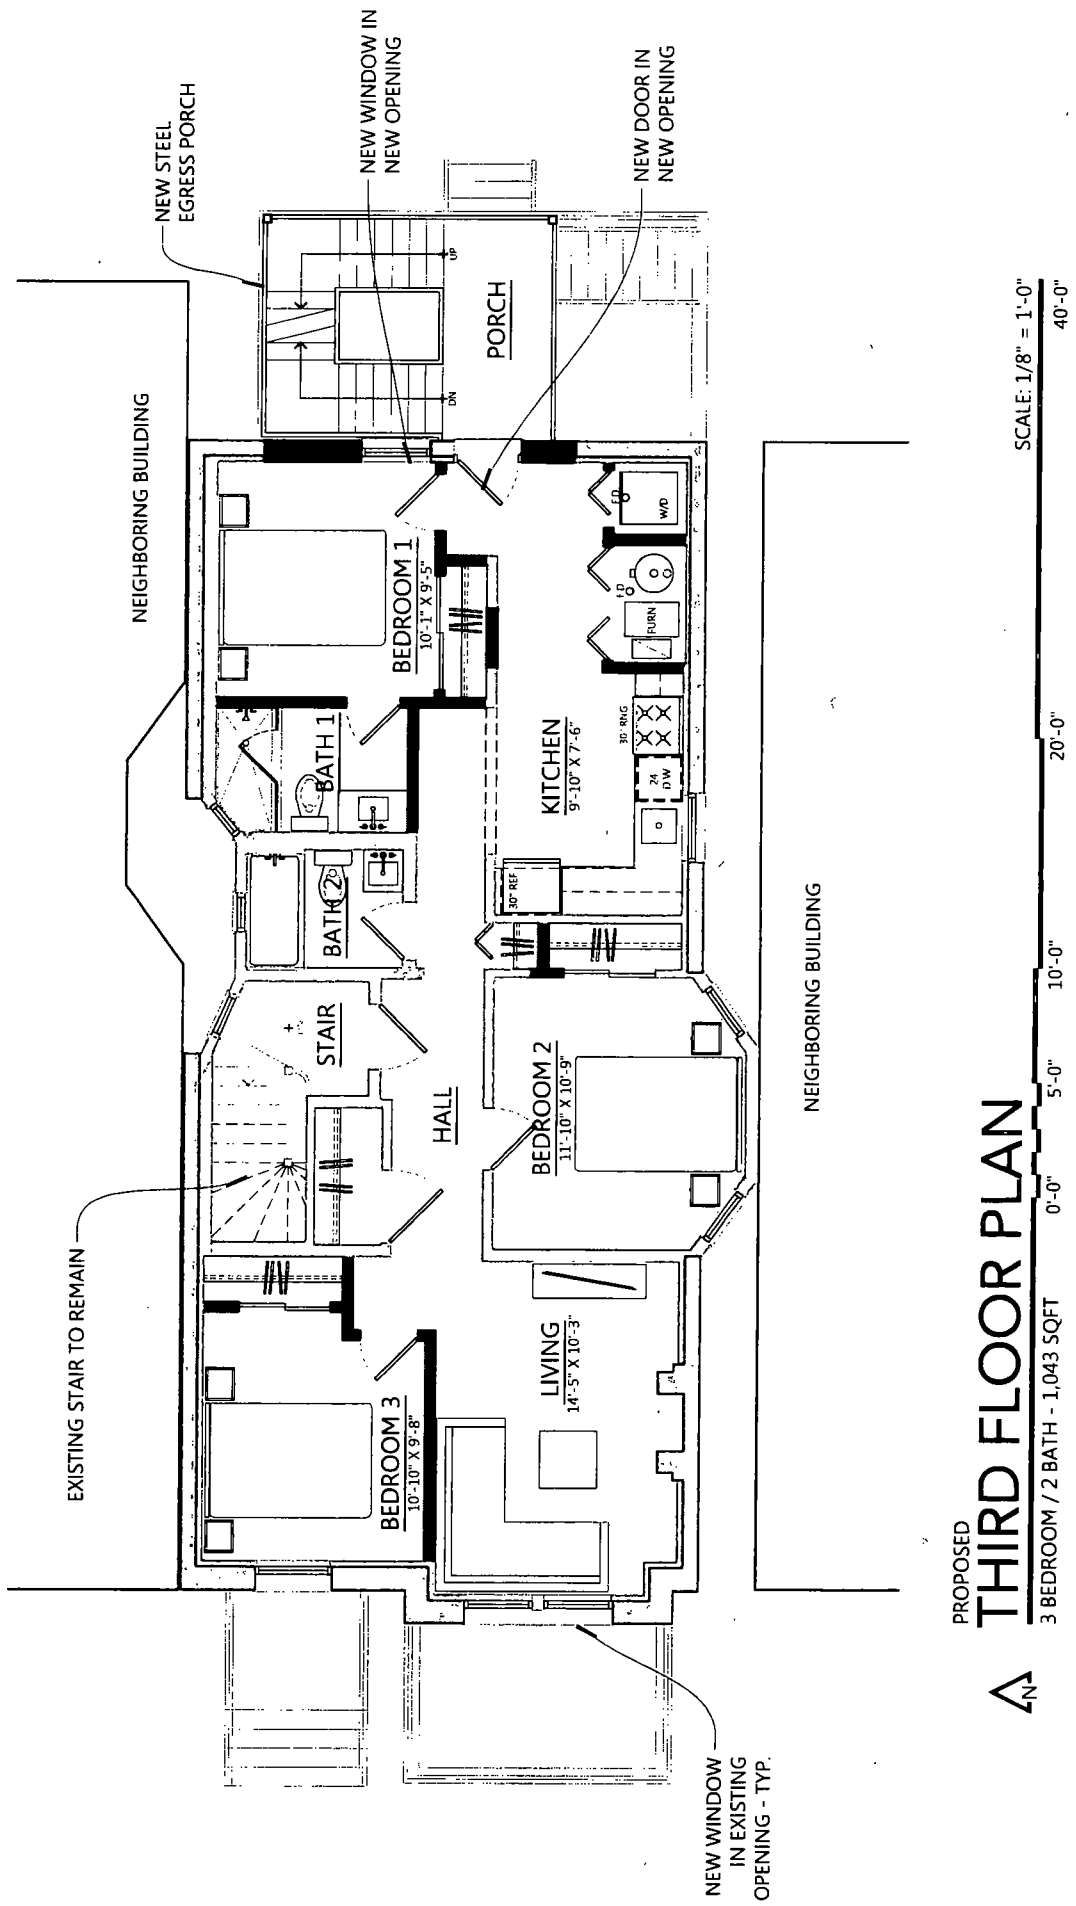 EXISTING STAIR TO REMAIN
NEIGHBORING BUILDING
NEW STEEL
EGRESS PORCH
NEW WINDOW IN
NEW OPENING
NEW DOOR IN
NEW OPENING
BEDROOM 3
10'-10" X 9'-8"
STAIR
BATH 2
BATH 1
BEDROOM 1
10'-1" X 9'-5"
DN
UP
PORCH
HALL
LIVING
14'-5" X 10'-3"
BEDROOM 2
11'-10" X 10'-9"
30" REF
KITCHEN
9'-10" X 7'-6"
30" RNG
24
DW
FURN
F.D
F.D
W/D
NEW WINDOW
IN EXISTING
OPENING - TYP.
NEIGHBORING BUILDING
N
PROPOSED
THIRD FLOOR PLAN
3 BEDROOM / 2 BATH - 1,043 SQFT
SCALE: 1/8" = 1'-0"
0'-0"
5'-0"
10'-0"
20'-0"
40'-0"